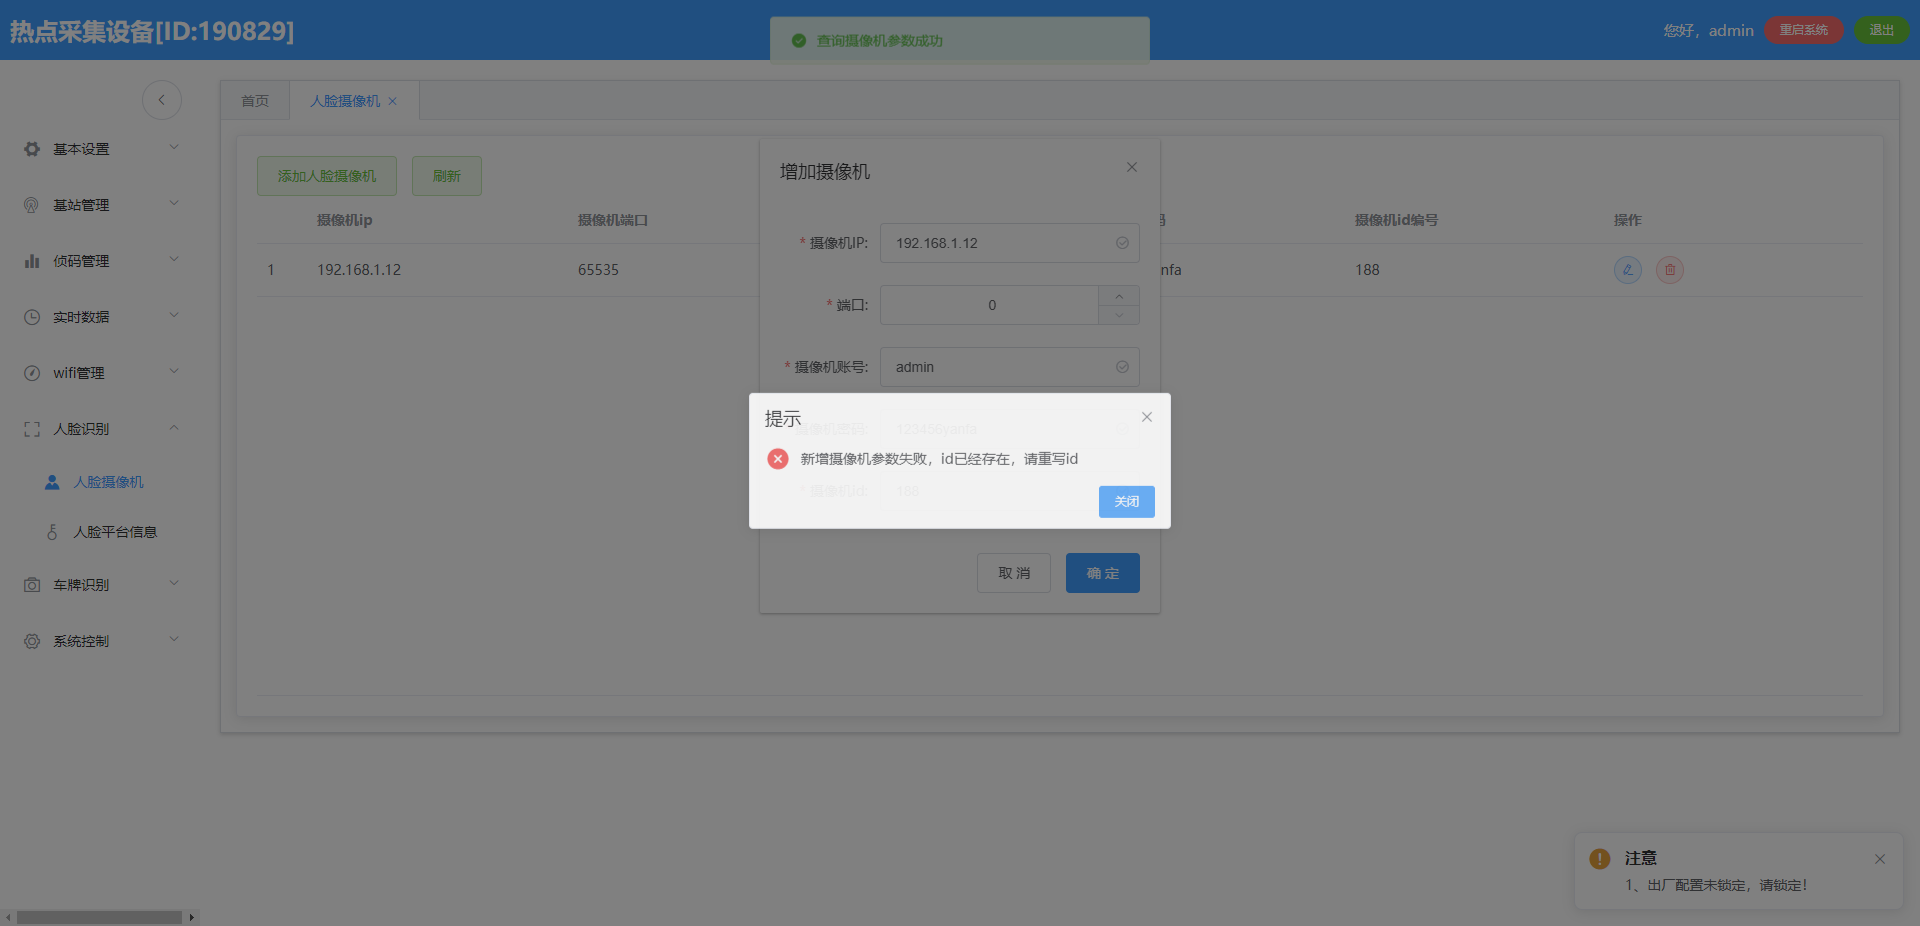 热点采集设备[ID:190829]
查询摄像机参数成功
您好，admin
重启系统
退出
首页
人脸摄像机
基本设置
基站管理
侦码管理
实时数据
wifi管理
人脸识别
人脸摄像机
人脸平台信息
车牌识别
系统控制
添加人脸摄像机
刷新
摄像机ip
摄像机端口
码
摄像机id编号
操作
1
192.168.1.12
65535
nfa
188
增加摄像机
* 摄像机IP:
192.168.1.12
* 端口:
0
* 摄像机账号:
admin
提示
摄像机密码:
123456yanfa
新增摄像机参数失败，id已经存在，请重写id
* 摄像机id:
188
关闭
取 消
确 定
注意
1、出厂配置未锁定，请锁定！